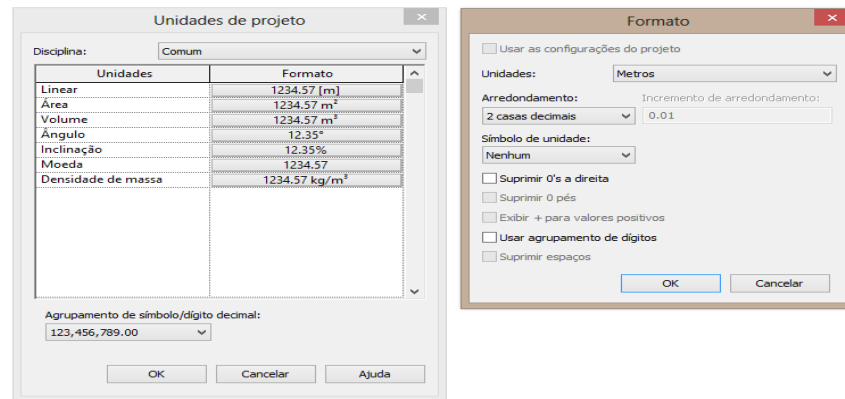 Unidades de projeto
Disciplina: Comum
Unidades Formato
Linear 1234.57 [m]
Área 1234.57 m²
Volume 1234.57 m³
Ângulo 12.35°
Inclinação 12.35%
Moeda 1234.57
Densidade de massa 1234.57 kg/m³
Agrupamento de símbolo/dígito decimal:
123,456,789.00
OK Cancelar Ajuda
Formato
Usar as configurações do projeto
Unidades: Metros
Arredondamento: Incremento de arredondamento:
2 casas decimais 0.01
Símbolo de unidade:
Nenhum
Suprimir 0's a direita
Suprimir 0 pés
Exibir + para valores positivos
Usar agrupamento de dígitos
Suprimir espaços
OK Cancelar